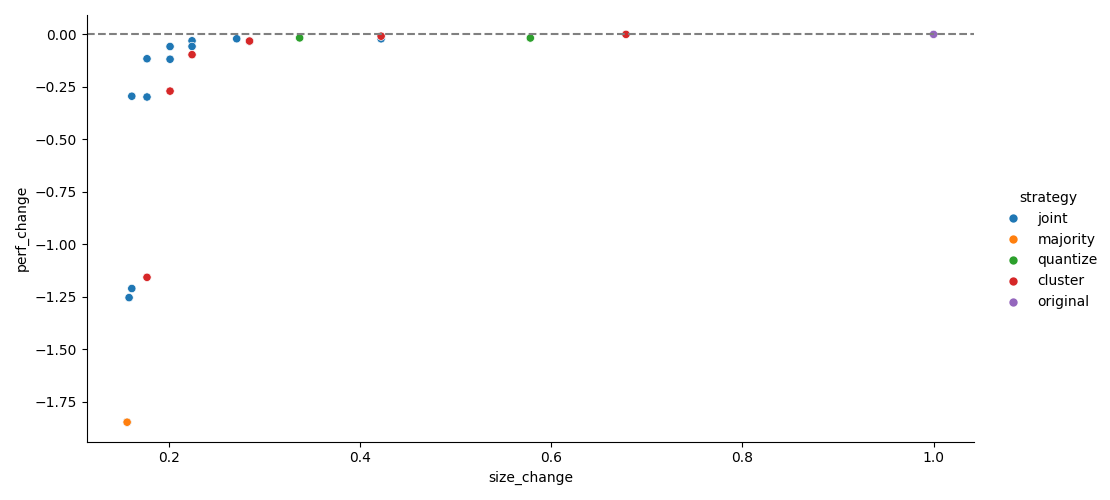 0.00
−0.25
−0.50
−0.75
−1.00
−1.25
−1.50
−1.75
perf_change
0.2
0.4
0.6
0.8
1.0
size_change
strategy
joint
majority
quantize
cluster
original